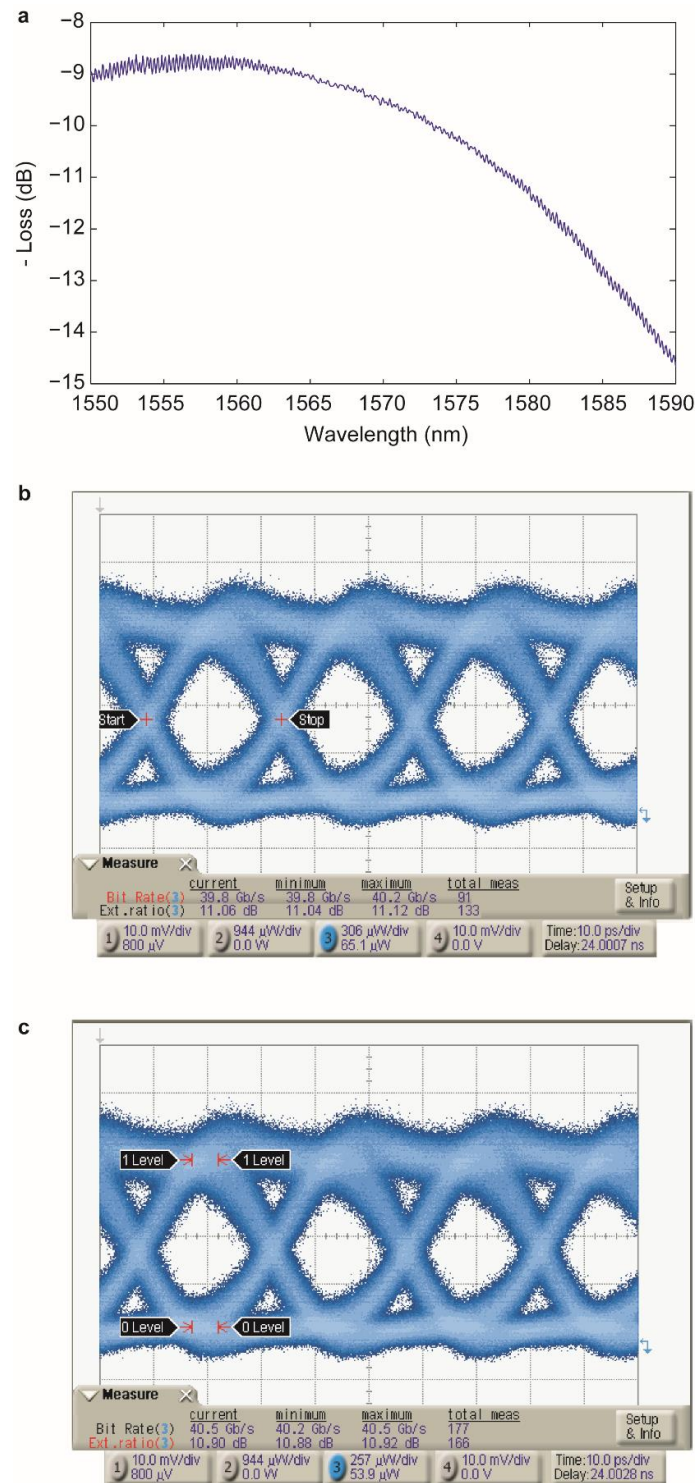 a
−8
−9
−10
−11
−12
−13
−14
−15
- Loss (dB)
1550 1555 1560 1565 1570 1575 1580 1585 1590
Wavelength (nm)
b
Start
Stop
Measure
current minimum maximum total meas
Bit Rate(3) 39.8 Gb/s 39.8 Gb/s 40.2 Gb/s 91
Ext.ratio(3) 11.06 dB 11.04 dB 11.12 dB 133
Setup
& Info
1 10.0 mV/div 2 944 µW/div 3 306 µW/div 4 10.0 mV/div Time:10.0 ps/div
800 µV 0.0 W 65.1 µW 0.0 V Delay:24.0007 ns
c
1 Level 1 Level
0 Level 0 Level
Measure
current minimum maximum total meas
Bit Rate(3) 40.5 Gb/s 40.2 Gb/s 40.5 Gb/s 177
Ext.ratio(3) 10.90 dB 10.88 dB 10.92 dB 166
Setup
& Info
1 10.0 mV/div 2 944 µW/div 3 257 µW/div 4 10.0 mV/div Time:10.0 ps/div
800 µV 0.0 W 53.9 µW 0.0 V Delay:24.0028 ns